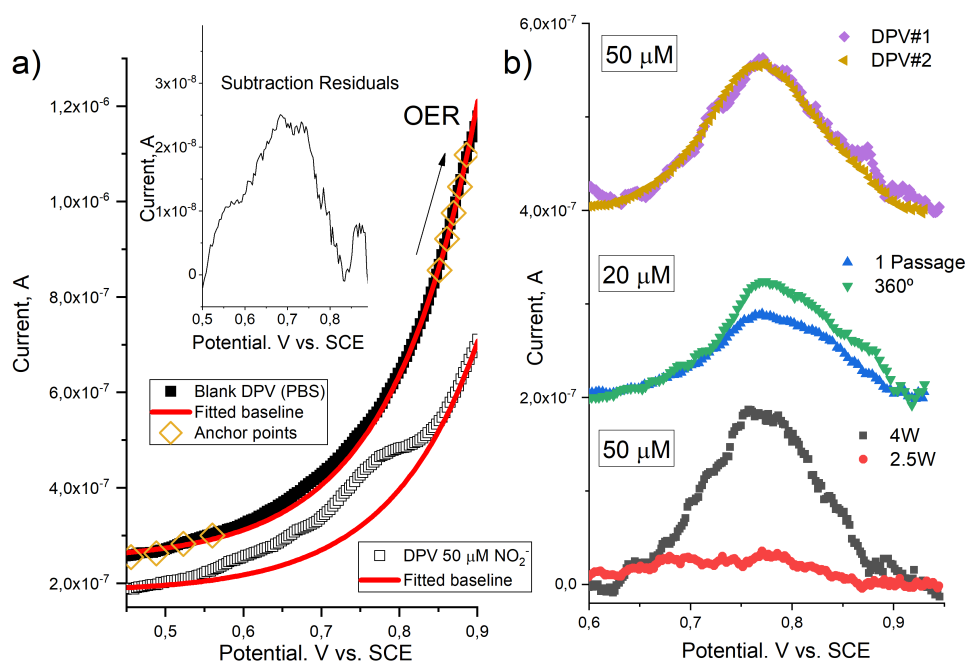 a)
Subtraction Residuals
3x10⁻⁸
2x10⁻⁸
1x10⁻⁸
0
Current, A
0,5 0,6 0,7 0,8
Potential. V vs. SCE
OER
1,2x10⁻⁶
1,0x10⁻⁶
8,0x10⁻⁷
6,0x10⁻⁷
4,0x10⁻⁷
2,0x10⁻⁷
Current, A
Blank DPV (PBS)
Fitted baseline
Anchor points
DPV 50 μM NO₂⁻
Fitted baseline
0,5 0,6 0,7 0,8 0,9
Potential. V vs. SCE
b)
6,0x10⁻⁷
4,0x10⁻⁷
2,0x10⁻⁷
0,0
Current, A
50 μM
DPV#1
DPV#2
20 μM
1 Passage
360º
50 μM
4W
2.5W
0,6 0,7 0,8 0,9
Potential. V vs. SCE